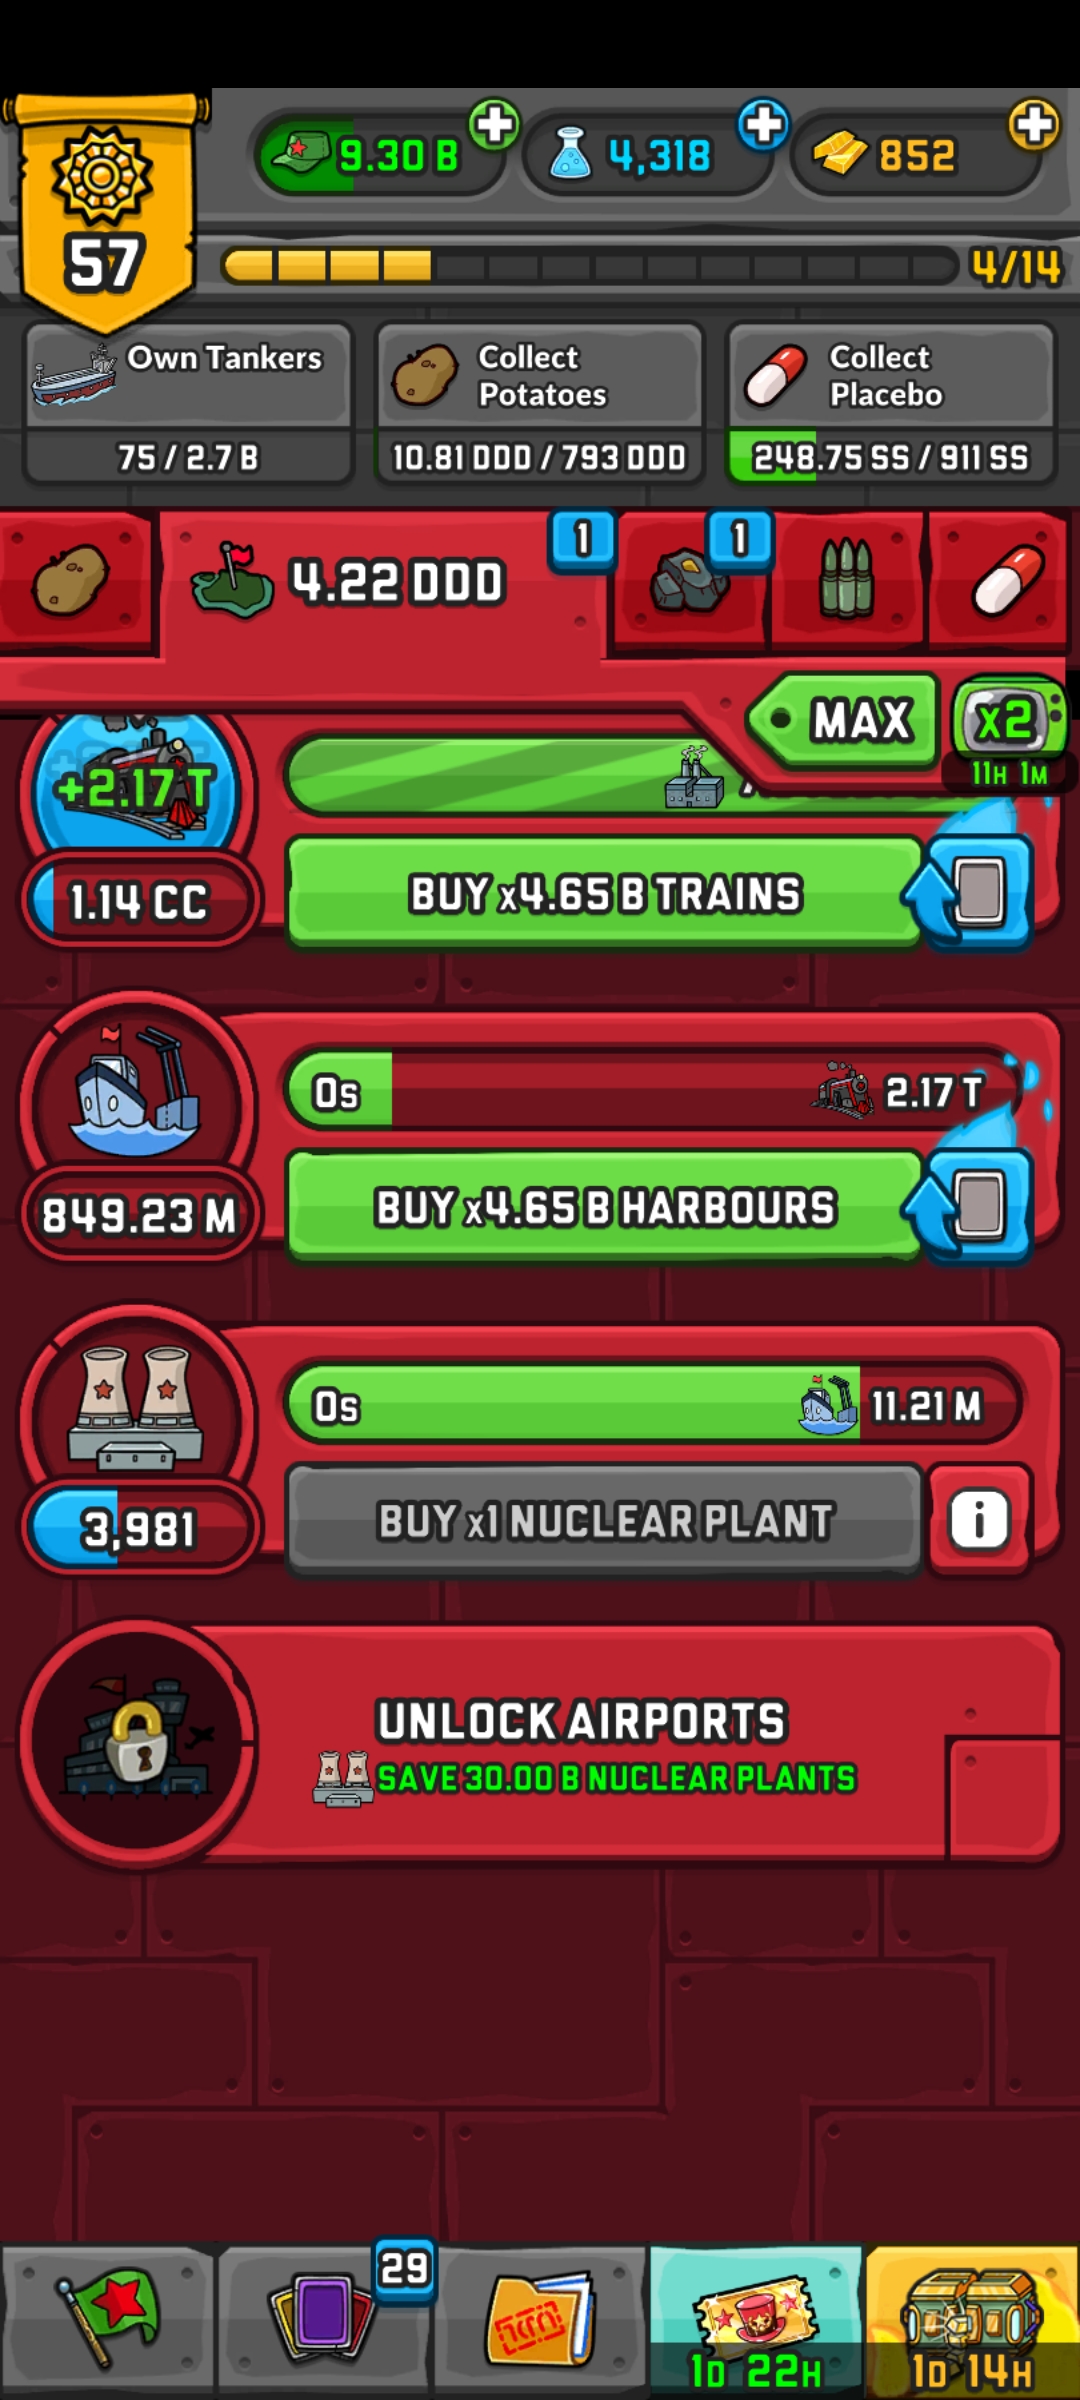 9.30 B
4,318
852
57
4/14
Own Tankers
75 / 2.7 B
Collect
Potatoes
10.81 DDD / 793 DDD
Collect
Placebo
248.75 SS / 911 SS
4.22 DDD
1
1
MAX
x2
11H 1M
+2.17 T
1.14 CC
BUY x4.65 B TRAINS
0s
2.17 T
849.23 M
BUY x4.65 B HARBOURS
0s
11.21 M
3,981
BUY x1 NUCLEAR PLANT
i
UNLOCK AIRPORTS
SAVE 30.00 B NUCLEAR PLANTS
29
1D 22H
1D 14H